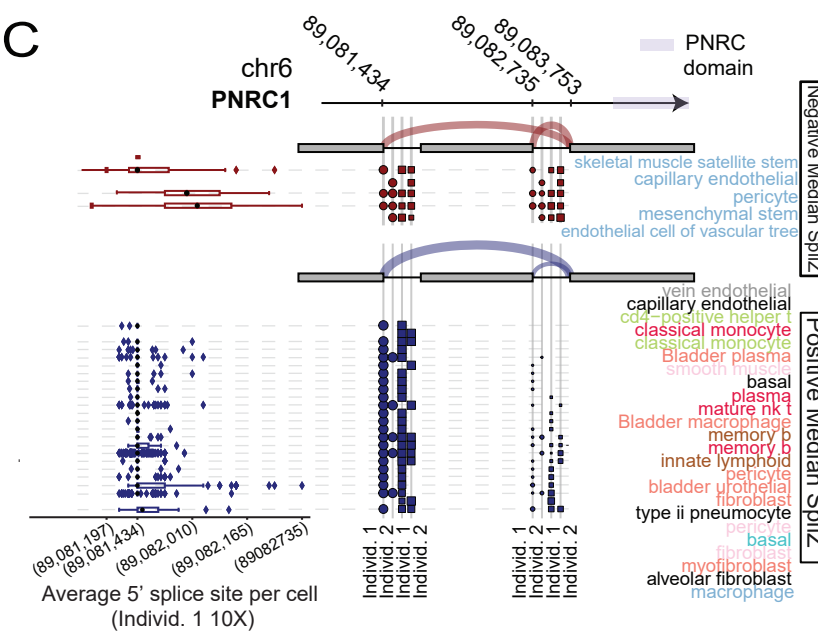 C
89,081,434
89,082,735
89,083,753
PNRC
domain
chr6
PNRC1
Negative Median SpliZ
skeletal muscle satellite stem
capillary endothelial
pericyte
mesenchymal stem
endothelial cell of vascular tree
Positive Median SpliZ
vein endothelial
capillary endothelial
cd4−positive helper t
classical monocyte
classical monocyte
Bladder plasma
smooth muscle
basal
plasma
mature nk t
Bladder macrophage
memory b
memory b
innate lymphoid
pericyte
bladder urothelial
fibroblast
type ii pneumocyte
pericyte
basal
fibroblast
myofibroblast
alveolar fibroblast
macrophage
(89,081,197)
(89,081,434)
(89,082,010)
(89,082,165)
(89082735)
Average 5’ splice site per cell
(Individ. 1 10X)
Individ. 1
Individ. 2
Individ. 1
Individ. 2
Individ. 1
Individ. 2
Individ. 1
Individ. 2